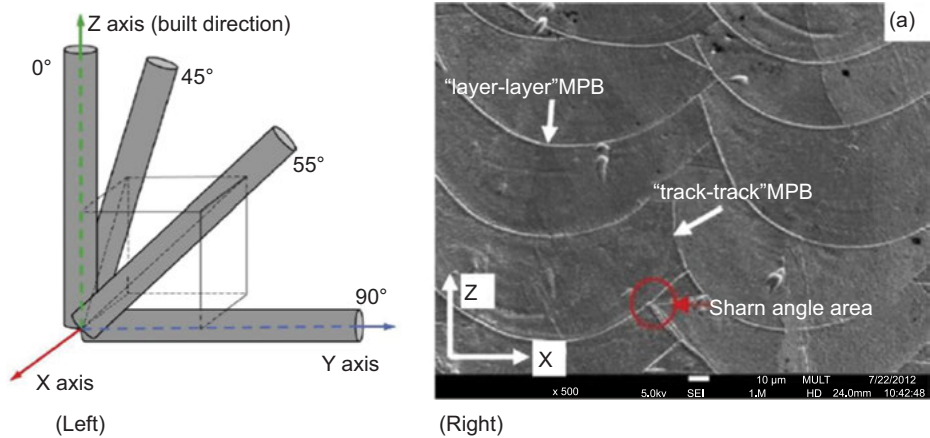 Z axis (built direction)
0°
45°
55°
90°
Y axis
X axis
(Left)
(a)
“layer-layer”MPB
“track-track”MPB
Z
Sharn angle area
X
10 μm MULT 7/22/2012
x 500 5.0kv SEI 1.M HD 24.0mm 10:42:48
(Right)